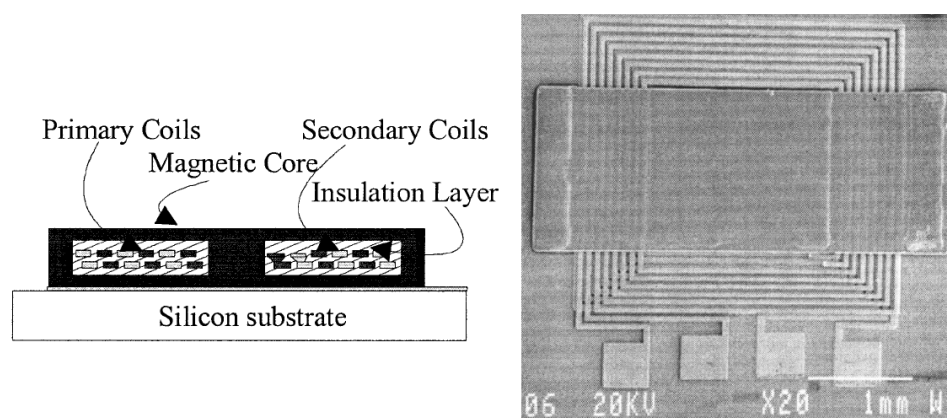 Primary Coils
Secondary Coils
Magnetic Core
Insulation Layer
Silicon substrate
06 20KV X20 1mm W